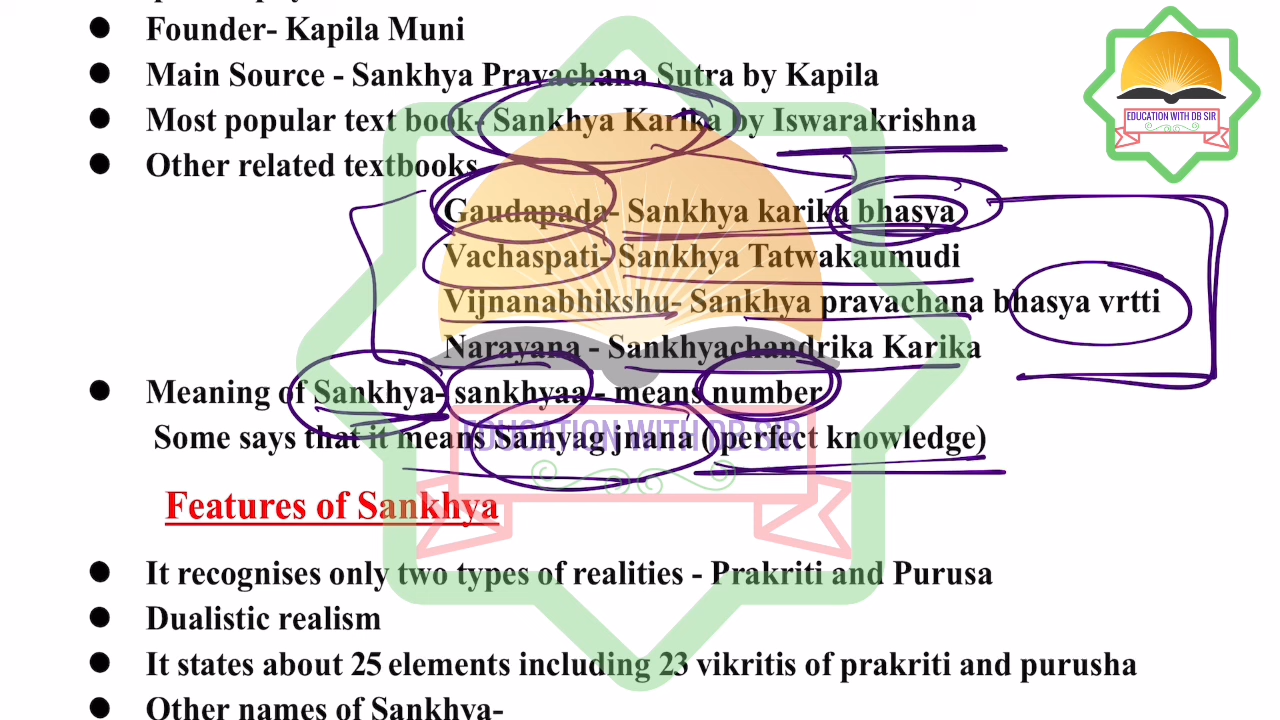 ● Founder- Kapila Muni
● Main Source - Sankhya Pravachana Sutra by Kapila
● Most popular text book- Sankhya Karika by Iswarakrishna
● Other related textbooks
Gaudapada- Sankhya karika bhasya
Vachaspati- Sankhya Tatwakaumudi
Vijnanabhikshu- Sankhya pravachana bhasya vrtti
Narayana - Sankhyachandrika Karika
● Meaning of Sankhya- sankhyaa - means number
Some says that it means Samyag jnana (perfect knowledge)
Features of Sankhya
● It recognises only two types of realities - Prakriti and Purusa
● Dualistic realism
● It states about 25 elements including 23 vikritis of prakriti and purusha
● Other names of Sankhya-
EDUCATION WITH DB SIR
EDUCATION WITH DB SIR